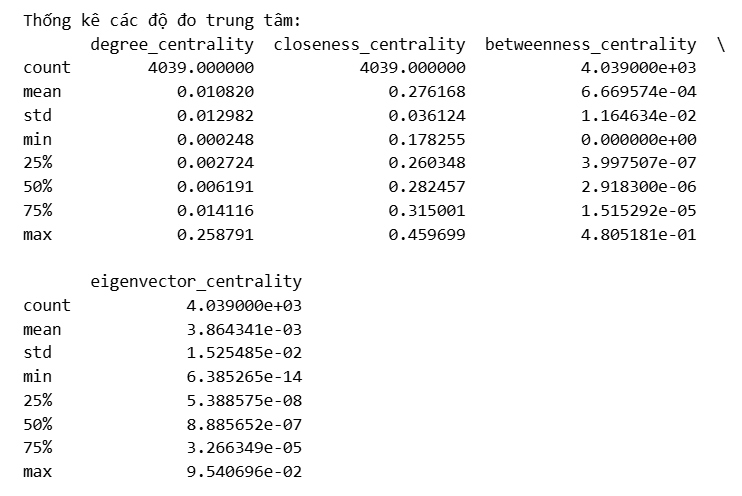 Thống kê các độ đo trung tâm:
degree_centrality closeness_centrality betweenness_centrality \
count 4039.000000 4039.000000 4.039000e+03
mean 0.010820 0.276168 6.669574e-04
std 0.012982 0.036124 1.164634e-02
min 0.000248 0.178255 0.000000e+00
25% 0.002724 0.260348 3.997507e-07
50% 0.006191 0.282457 2.918300e-06
75% 0.014116 0.315001 1.515292e-05
max 0.258791 0.459699 4.805181e-01
eigenvector_centrality
count 4.039000e+03
mean 3.864341e-03
std 1.525485e-02
min 6.385265e-14
25% 5.388575e-08
50% 8.885652e-07
75% 3.266349e-05
max 9.540696e-02